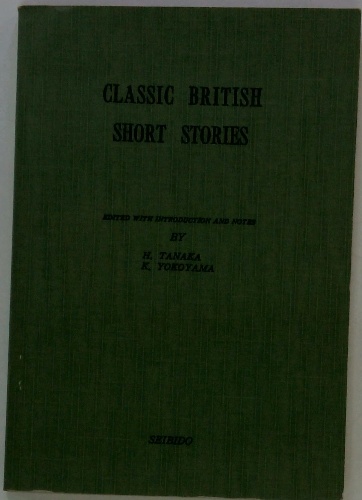 CLASSIC BRITISH
SHORT STORIES
EDITED WITH INTRODUCTION AND NOTES
BY
H. TANAKA
K. YOKOYAMA
SEIBIDO